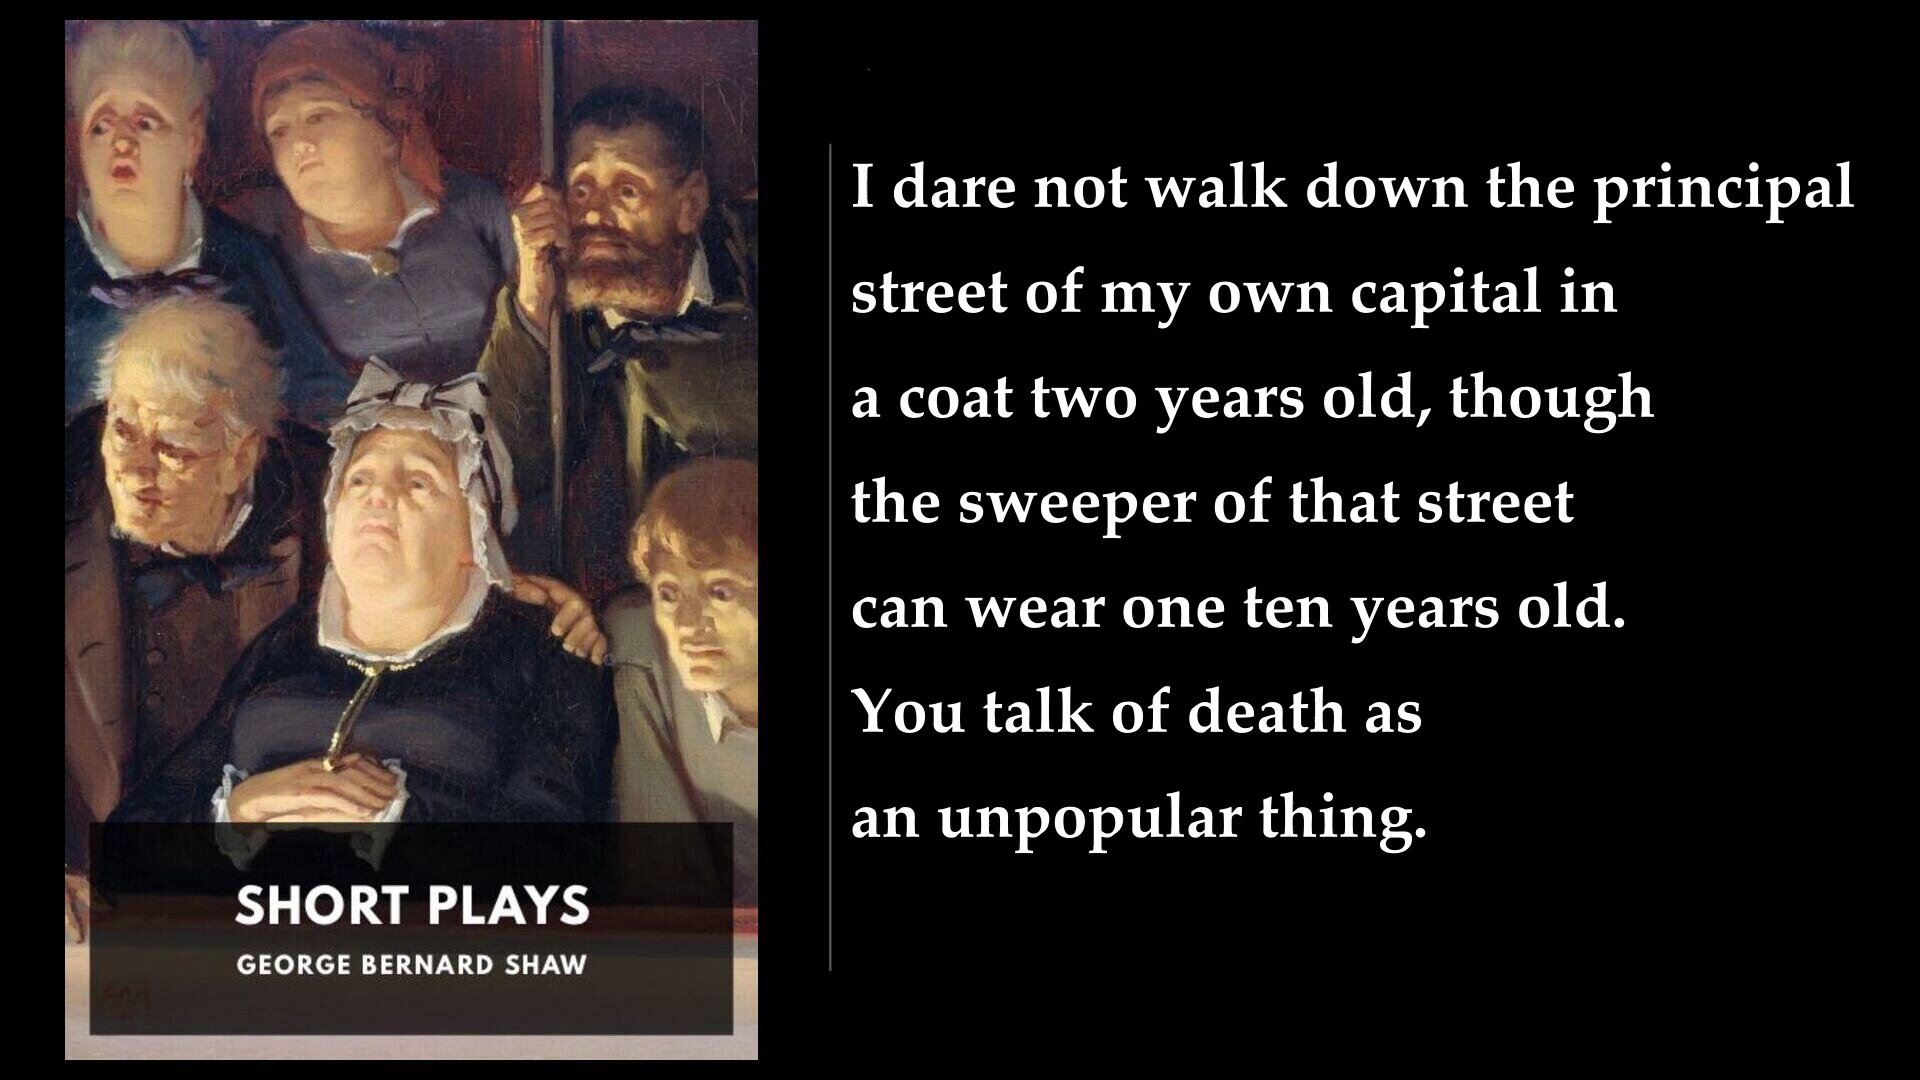 I dare not walk down the principal
street of my own capital in
a coat two years old, though
the sweeper of that street
can wear one ten years old.
You talk of death as
an unpopular thing.
SHORT PLAYS
GEORGE BERNARD SHAW